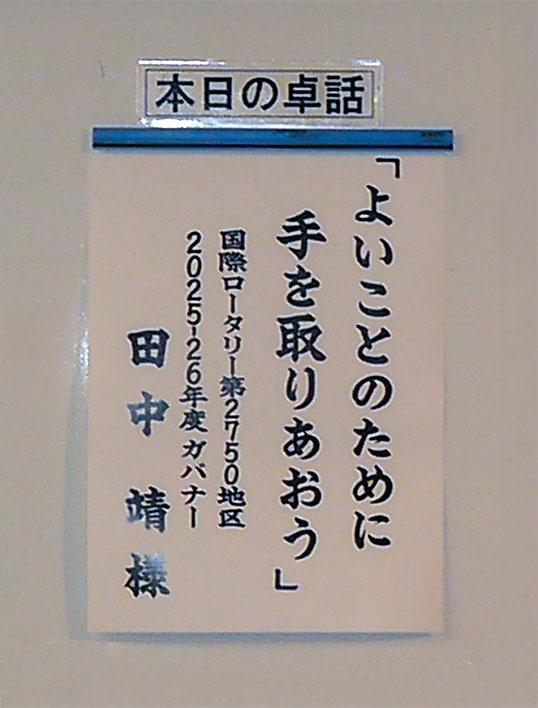 本日の卓話
「よいことのために
手を取りあおう」
国際ロータリー第2750地区
2025-26年度 ガバナー
田中 靖 様